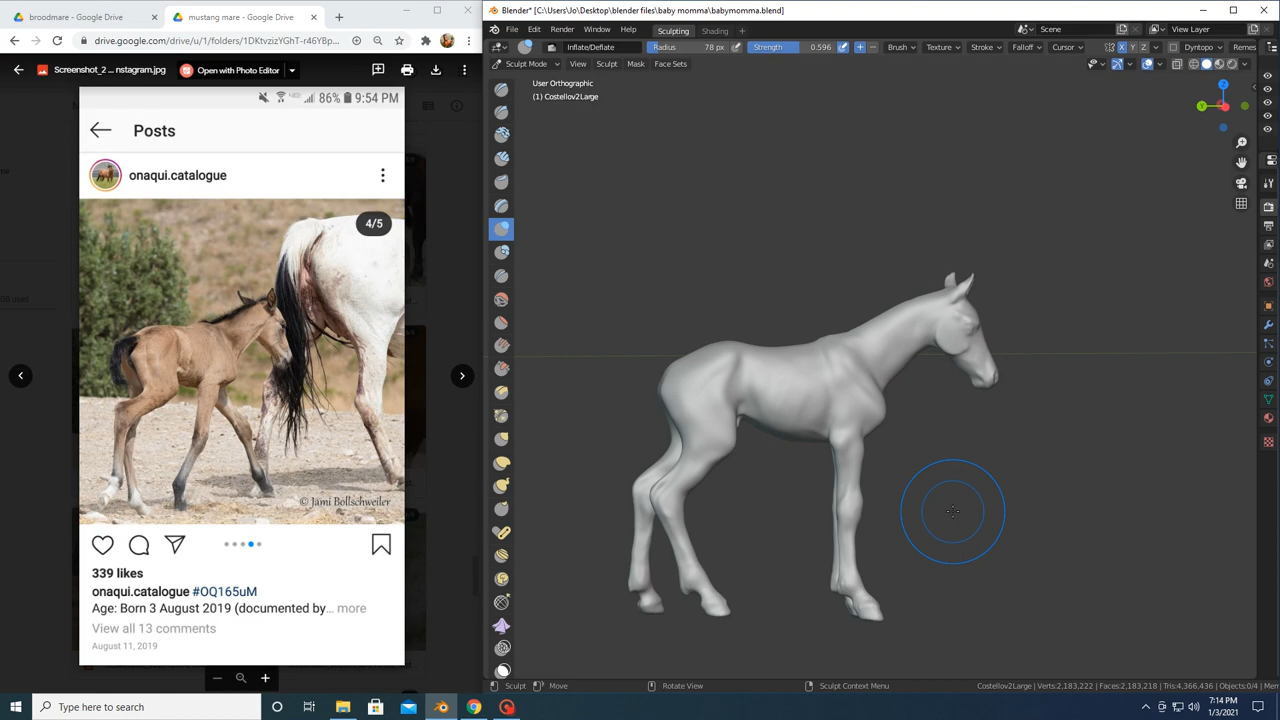 broodmare - Google Drive
mustang mare - Google Drive
drive.google.com/drive/u/1/folders/1DKtvzizYGhT-r46YBp...
Screenshot_2 ... nstagram.jpg
Open with Photo Editor
86% 9:54 PM
Posts
onaqui.catalogue
4/5
© Jami Bollschweiler
339 likes
onaqui.catalogue #OQ165uM
Age: Born 3 August 2019 (documented by... more
View all 13 comments
August 11, 2019
Blender* [C:\Users\Jo\Desktop\blender files\baby momma\babymomma.blend]
File Edit Render Window Help Sculpting Shading + Scene View Layer
Inflate/Deflate Radius 78 px Strength 0.596 Brush Texture Stroke Falloff Cursor X Y Z Dyntopo Remes
Sculpt Mode View Sculpt Mask Face Sets
User Orthographic
(1) Costellov2Large
Z
Y
Sculpt Move Rotate View Sculpt Context Menu Costellov2Large | Verts:2,183,222 | Faces:2,183,218 | Tris:4,366,436 | Objects:0/4 | Mem
Type here to search
7:14 PM
1/3/2021